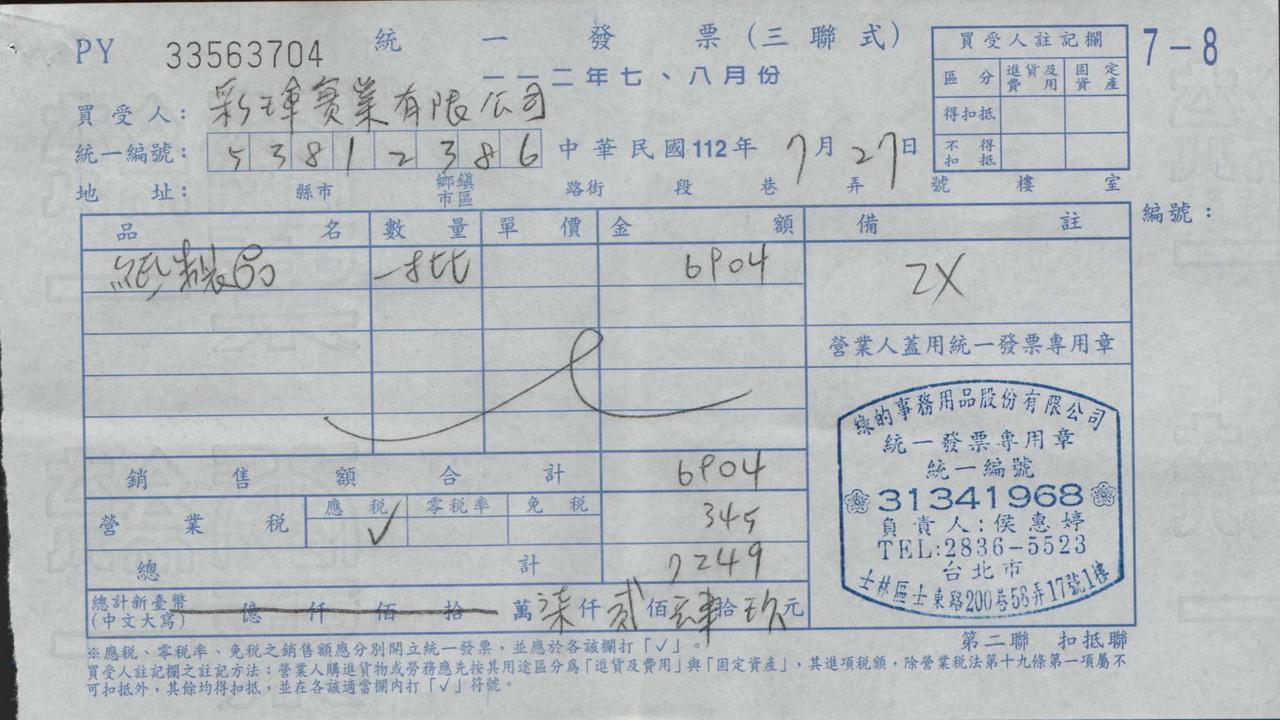 PY 33563704 統一發票(三聯式) 7-8
一一二年七、八月份
買受人: 彩琿實業有限公司
統一編號: 53812386 中華民國112年7月27日
地址: 縣市 鄉鎮市區 路街 段 巷 弄 號 樓 室
買受人註記欄
區分 進貨及費用 固定資產
得扣抵
不得扣抵
編號:
品名 數量 單價 金額 備註
紙製品 一批 6904 2X
營業人蓋用統一發票專用章
銷售額合計 6904
營業稅 應稅 ✓ 零稅率 免稅 345
總計 7249
總計新臺幣(中文大寫) 億仟佰拾萬柒仟貳佰肆拾玖元
綠的事務用品股份有限公司
統一發票專用章
統一編號
31341968
負責人:侯惠婷
TEL:2836-5523
台北市
士林區士東路200巷56弄17號1樓
第二聯 扣抵聯
※應稅、零稅率、免稅之銷售額應分別開立統一發票,並應於各該欄打「✓」。
買受人註記欄之註記方法:營業人購進貨物或勞務應先按其用途區分為「進貨及費用」與「固定資產」,其進項稅額,除營業稅法第十九條第一項屬不
可扣抵外,其餘均得扣抵,並在各該適當欄內打「✓」符號。